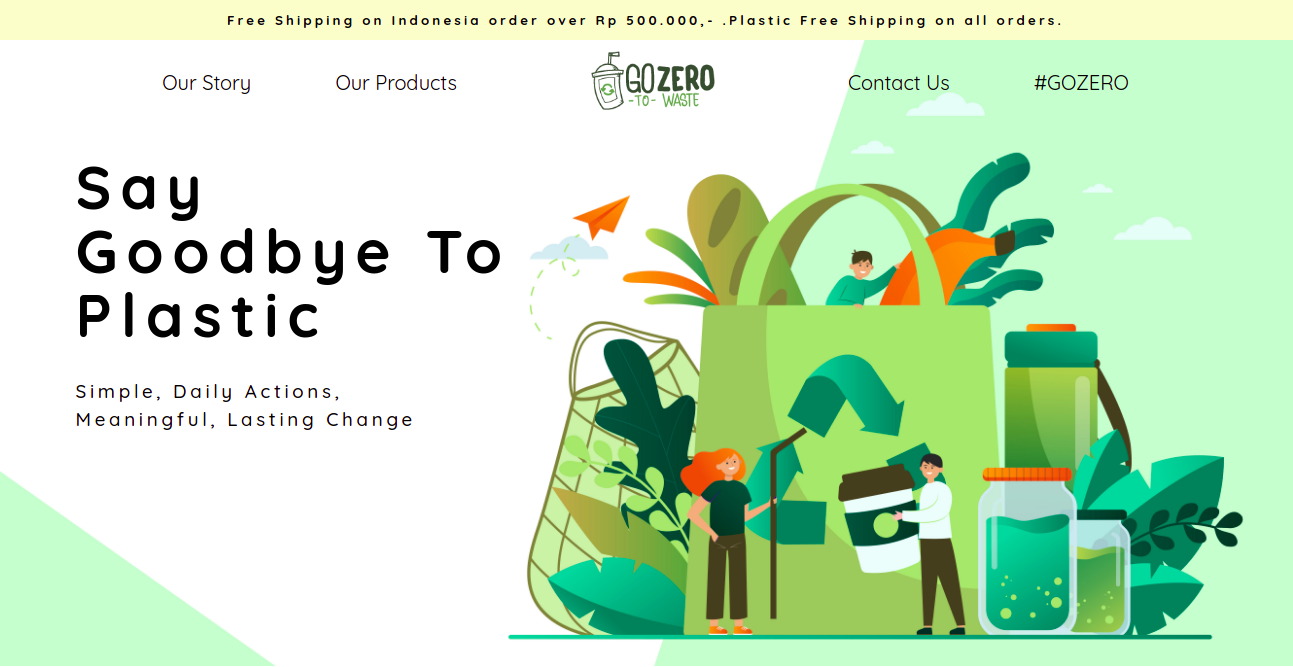 Free Shipping on Indonesia order over Rp 500.000,- .Plastic Free Shipping on all orders.
Our Story
Our Products
GOZERO
-TO- WASTE
Contact Us
#GOZERO
Say
Goodbye To
Plastic
Simple, Daily Actions,
Meaningful, Lasting Change